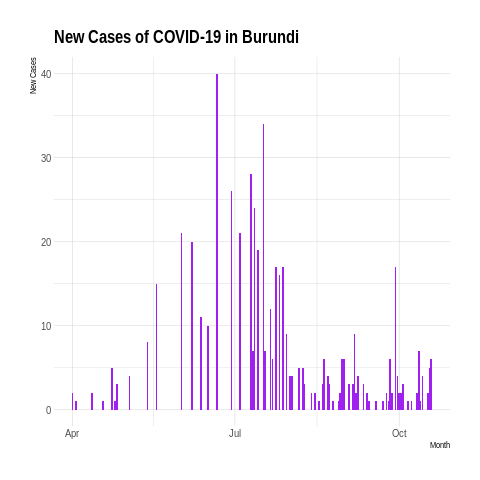 New Cases of COVID-19 in Burundi
New Cases
40
30
20
10
0
Apr
Jul
Oct
Month